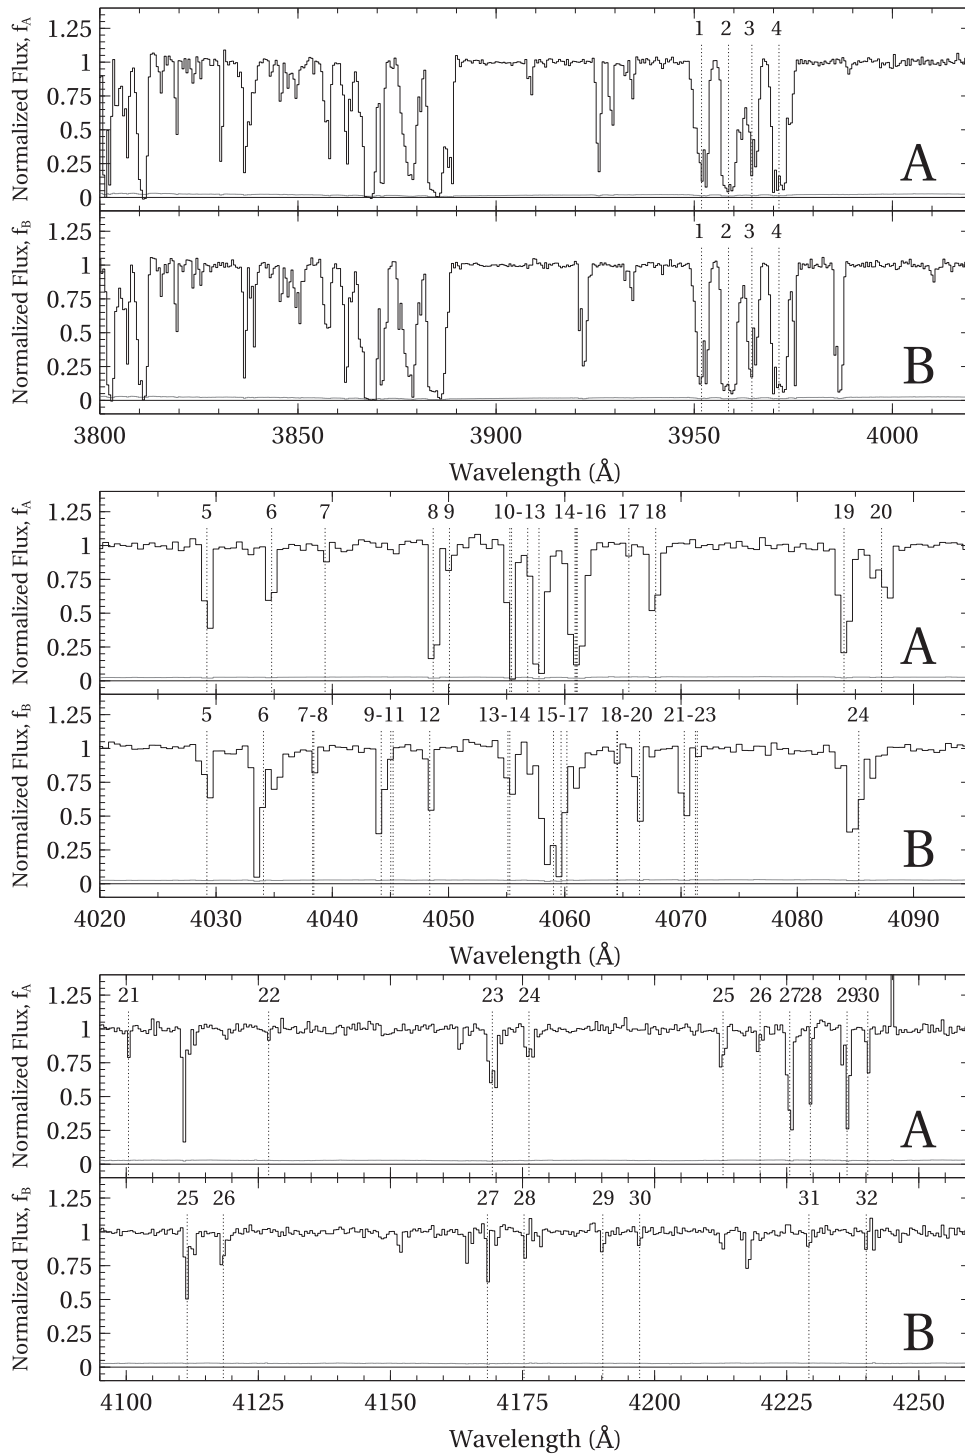 Normalized Flux, f_A
1.25
1
0.75
0.5
0.25
0
1 2 3 4
A
Normalized Flux, f_B
1.25
1
0.75
0.5
0.25
0
1 2 3 4
B
3800 3850 3900 3950 4000
Wavelength (Å)
Normalized Flux, f_A
1.25
1
0.75
0.5
0.25
0
5 6 7 8 9 10-13 14-16 17 18 19 20
A
Normalized Flux, f_B
1.25
1
0.75
0.5
0.25
0
5 6 7-8 9-11 12 13-14 15-17 18-20 21-23 24
B
4020 4030 4040 4050 4060 4070 4080 4090
Wavelength (Å)
Normalized Flux, f_A
1.25
1
0.75
0.5
0.25
0
21 22 23 24 25 26 27 28 29 30
A
Normalized Flux, f_B
1.25
1
0.75
0.5
0.25
0
25 26 27 28 29 30 31 32
B
4100 4125 4150 4175 4200 4225 4250
Wavelength (Å)